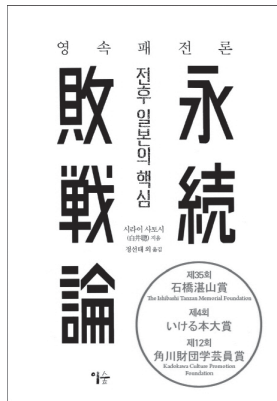 영속패전론
永続
敗戦論
전후 일본의 핵심
시라이 사토시
(白井聡) 지음
정선태 외 옮김
제35회
石橋湛山賞
The Ishibashi Tanzan Memorial Foundation
제4회
いける本大賞
제12회
角川財団学芸員賞
Kadokawa Culture Promotion
Foundation
이숲